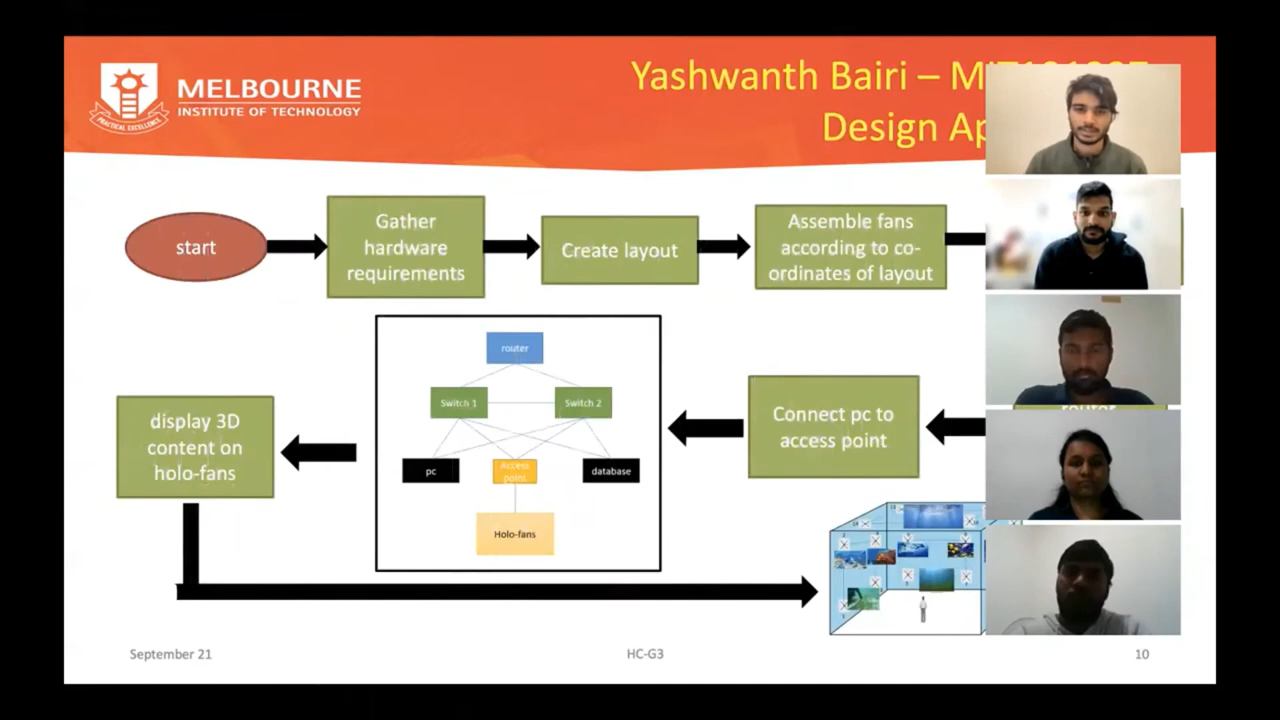 MELBOURNE
INSTITUTE OF TECHNOLOGY
PRACTICAL EXCELLENCE
Yashwanth Bairi –
Design
start
Gather
hardware
requirements
Create layout
Assemble fans
according to co-
ordinates of layout
router
Switch 1
Switch 2
pc
Access
point
database
Holo-fans
Connect pc to
access point
router
display 3D
content on
holo-fans
September 21
HC-G3
10